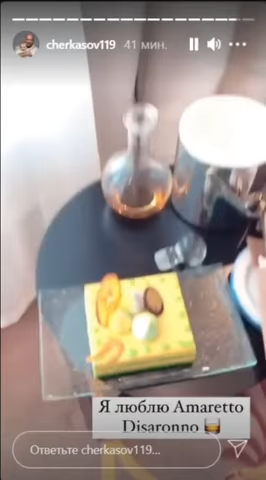 cherkasov119 41 мин.
Я люблю Amaretto
Disaronno 🥃
Ответьте cherkasov119...